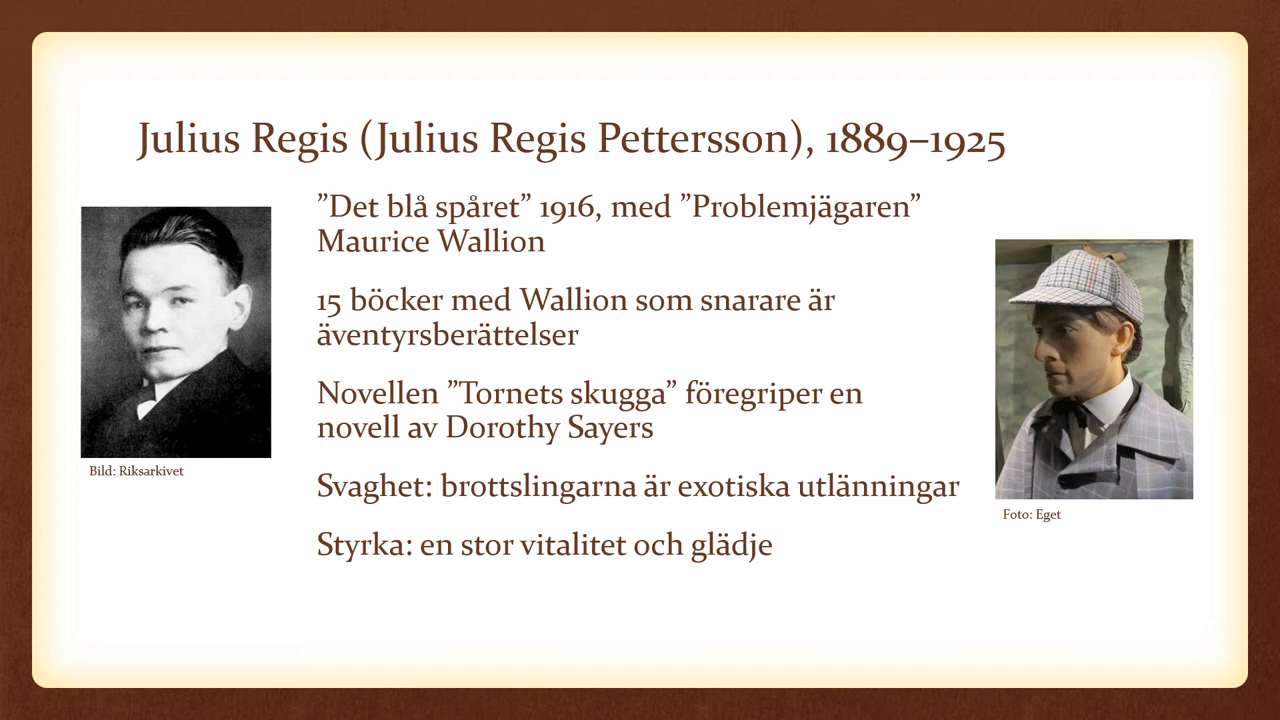 Julius Regis (Julius Regis Pettersson), 1889–1925
”Det blå spåret” 1916, med ”Problemjägaren”
Maurice Wallion
15 böcker med Wallion som snarare är
äventyrsberättelser
Novellen ”Tornets skugga” föregriper en
novell av Dorothy Sayers
Svaghet: brottslingarna är exotiska utlänningar
Styrka: en stor vitalitet och glädje
Bild: Riksarkivet
Foto: Eget